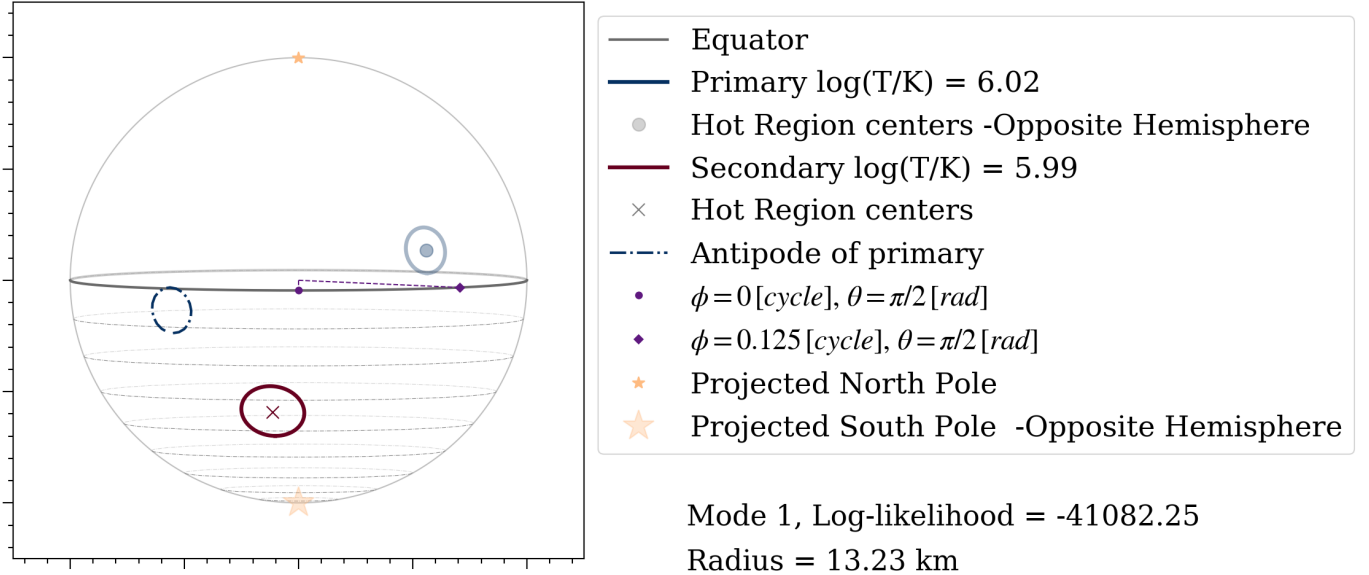 Equator
Primary log(T/K) = 6.02
Hot Region centers -Opposite Hemisphere
Secondary log(T/K) = 5.99
Hot Region centers
Antipode of primary
ϕ = 0 [cycle], θ = π/2 [rad]
ϕ = 0.125 [cycle], θ = π/2 [rad]
Projected North Pole
Projected South Pole  -Opposite Hemisphere
Mode 1, Log-likelihood = -41082.25
Radius = 13.23 km